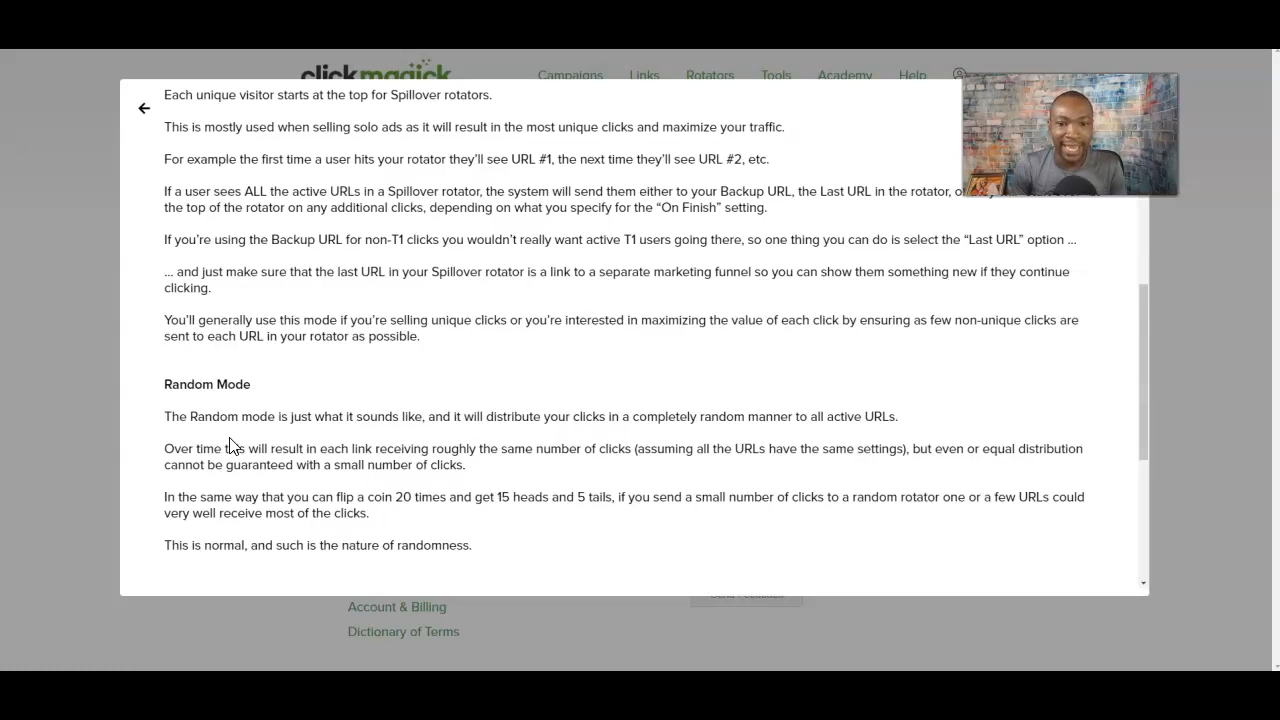 clickmagick
Campaigns Links Rotators Tools Academy Help
Each unique visitor starts at the top for Spillover rotators.
This is mostly used when selling solo ads as it will result in the most unique clicks and maximize your traffic.
For example the first time a user hits your rotator they’ll see URL #1, the next time they’ll see URL #2, etc.
If a user sees ALL the active URLs in a Spillover rotator, the system will send them either to your Backup URL, the Last URL in the rotator,
the top of the rotator on any additional clicks, depending on what you specify for the “On Finish” setting.
If you’re using the Backup URL for non-T1 clicks you wouldn’t really want active T1 users going there, so one thing you can do is select the “Last URL” option ...
... and just make sure that the last URL in your Spillover rotator is a link to a separate marketing funnel so you can show them something new if they continue
clicking.
You’ll generally use this mode if you’re selling unique clicks or you’re interested in maximizing the value of each click by ensuring as few non-unique clicks are
sent to each URL in your rotator as possible.
Random Mode
The Random mode is just what it sounds like, and it will distribute your clicks in a completely random manner to all active URLs.
Over time this will result in each link receiving roughly the same number of clicks (assuming all the URLs have the same settings), but even or equal distribution
cannot be guaranteed with a small number of clicks.
In the same way that you can flip a coin 20 times and get 15 heads and 5 tails, if you send a small number of clicks to a random rotator one or a few URLs could
very well receive most of the clicks.
This is normal, and such is the nature of randomness.
Account & Billing
Dictionary of Terms